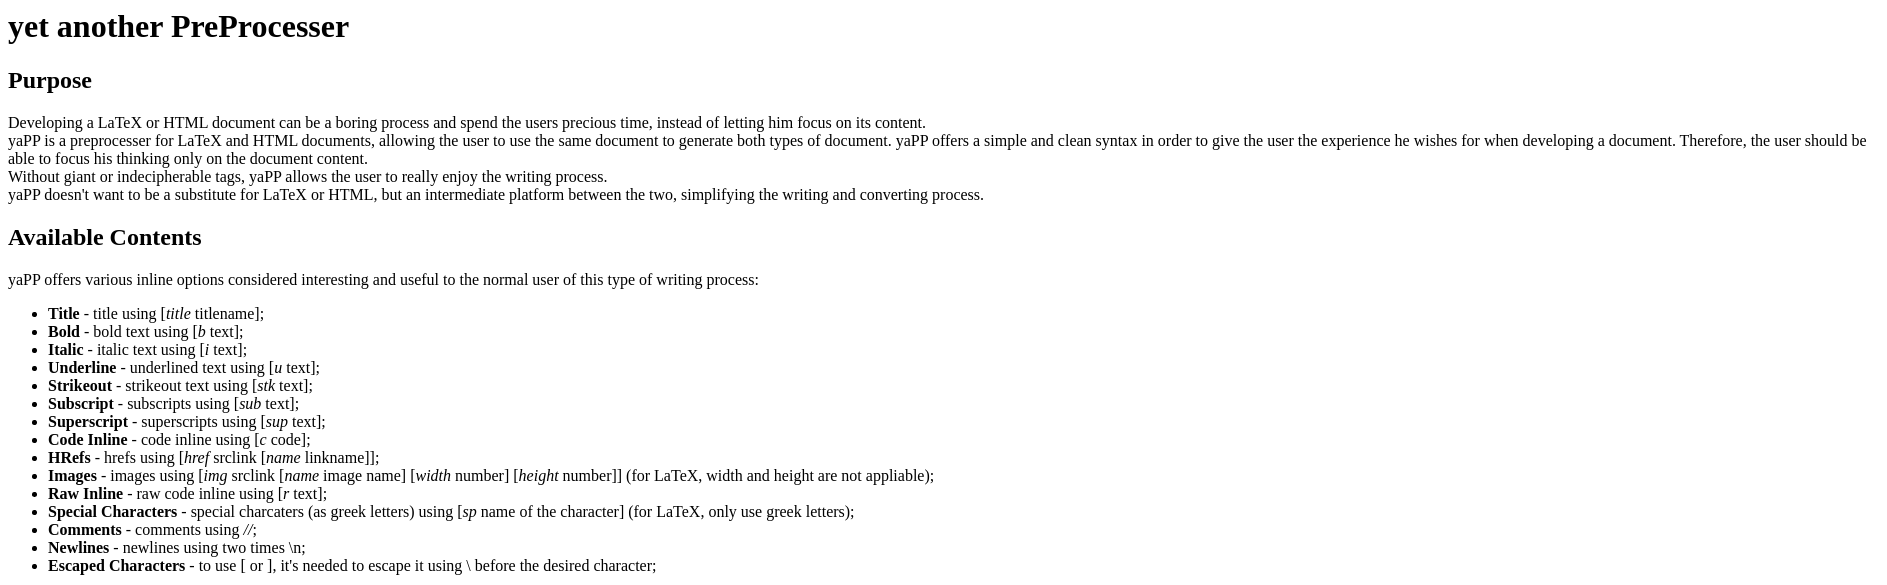 yet another PreProcesser
Purpose
Developing a LaTeX or HTML document can be a boring process and spend the users precious time, instead of letting him focus on its content.
yaPP is a preprocesser for LaTeX and HTML documents, allowing the user to use the same document to generate both types of document. yaPP offers a simple and clean syntax in order to give the user the experience he wishes for when developing a document. Therefore, the user should be
able to focus his thinking only on the document content.
Without giant or indecipherable tags, yaPP allows the user to really enjoy the writing process.
yaPP doesn't want to be a substitute for LaTeX or HTML, but an intermediate platform between the two, simplifying the writing and converting process.
Available Contents
yaPP offers various inline options considered interesting and useful to the normal user of this type of writing process:
• Title - title using [title titlename];
• Bold - bold text using [b text];
• Italic - italic text using [i text];
• Underline - underlined text using [u text];
• Strikeout - strikeout text using [stk text];
• Subscript - subscripts using [sub text];
• Superscript - superscripts using [sup text];
• Code Inline - code inline using [c code];
• HRefs - hrefs using [href srclink [name linkname]];
• Images - images using [img srclink [name image name] [width number] [height number]] (for LaTeX, width and height are not appliable);
• Raw Inline - raw code inline using [r text];
• Special Characters - special charcaters (as greek letters) using [sp name of the character] (for LaTeX, only use greek letters);
• Comments - comments using //;
• Newlines - newlines using two times \n;
• Escaped Characters - to use [ or ], it's needed to escape it using \ before the desired character;